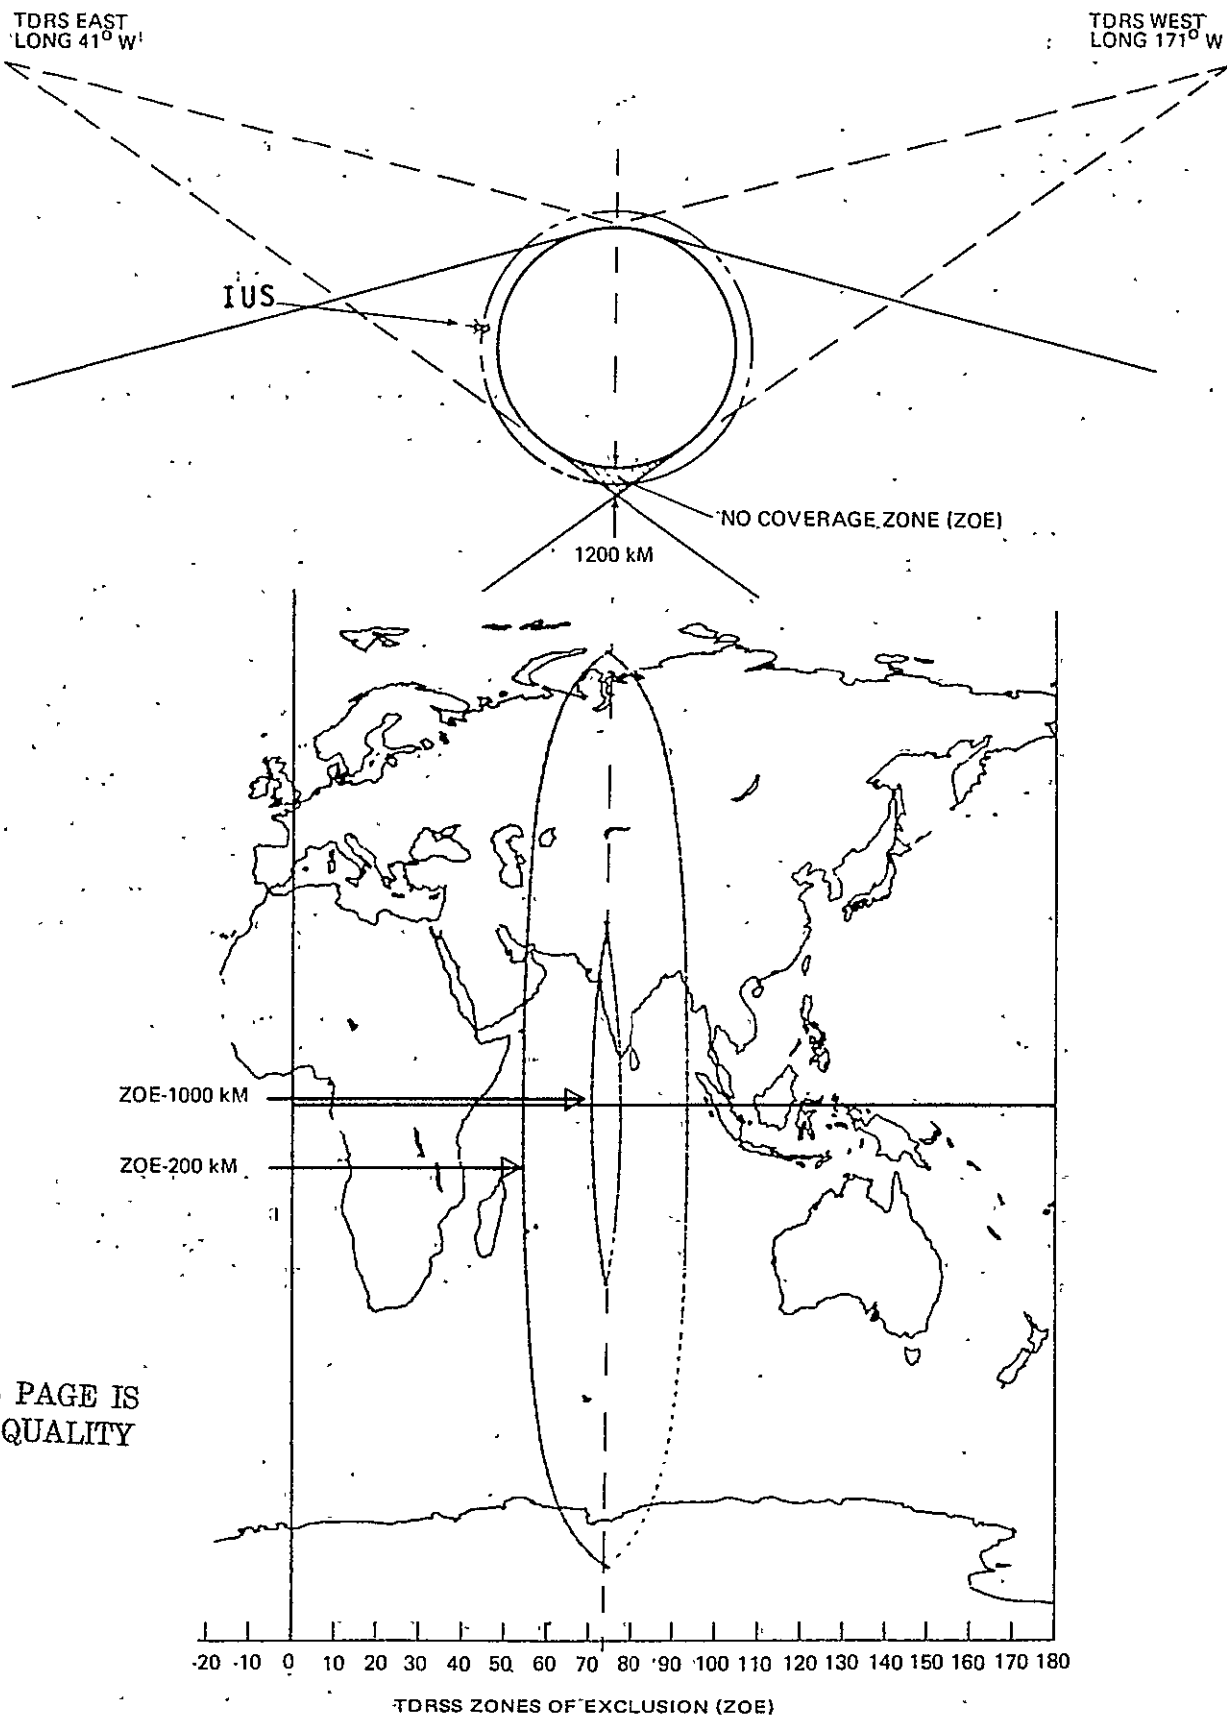 TDRS EAST
LONG 41° W
TDRS WEST
LONG 171° W
IUS
NO COVERAGE ZONE (ZOE)
1200 kM
ZOE-1000 kM
ZOE-200 kM
PAGE IS
QUALITY
-20 -10 0 10 20 30 40 50 60 70 80 90 100 110 120 130 140 150 160 170 180
TDRSS ZONES OF EXCLUSION (ZOE)